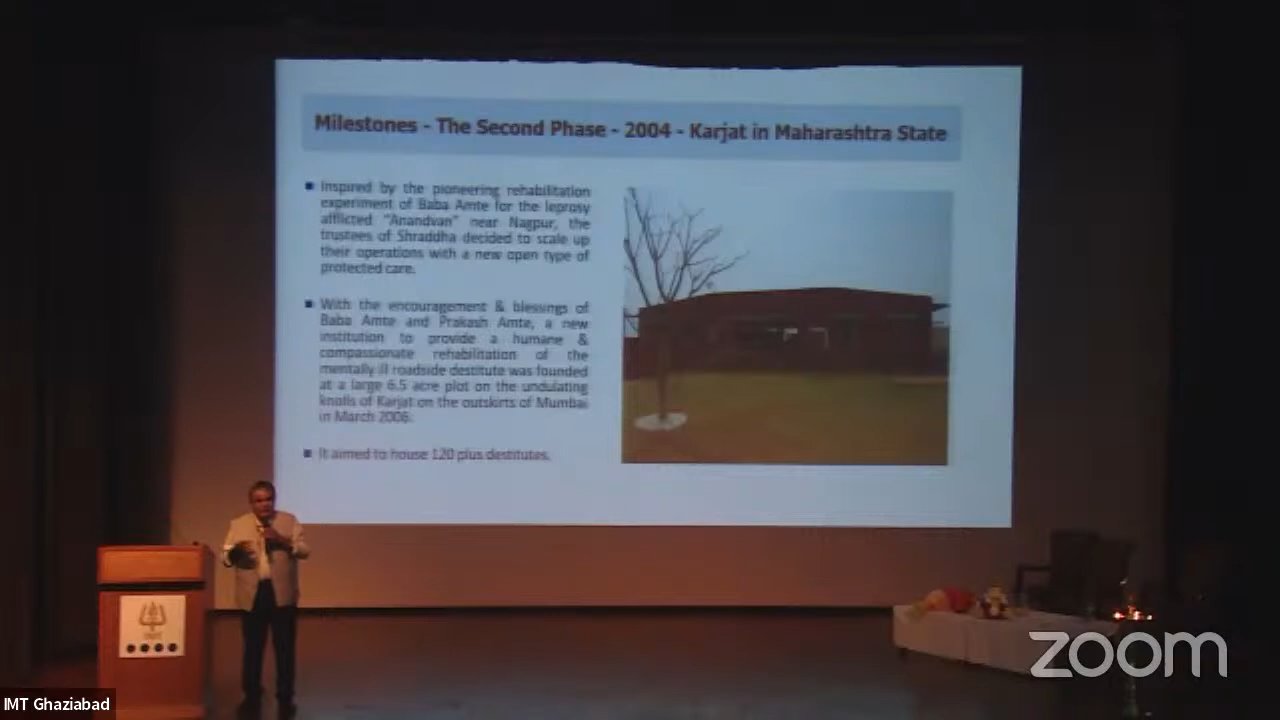 Milestones - The Second Phase - 2004 - Karjat in Maharashtra State
Inspired by the pioneering rehabilitation
experiment of Baba Amte for the leprosy
afflicted "Anandvan" near Nagpur, the
trustees of Shraddha decided to scale up
their operations with a new open type of
protected care.
With the encouragement & blessings of
Baba Amte and Prakash Amte, a new
institution to provide a humane &
compassionate rehabilitation of the
mentally ill roadside destitute was founded
at a large 6.5 acre plot on the undulating
knolls of Karjat on the outskirts of Mumbai
in March 2006.
It aimed to house 120 plus destitutes.
zoom
IMT Ghaziabad